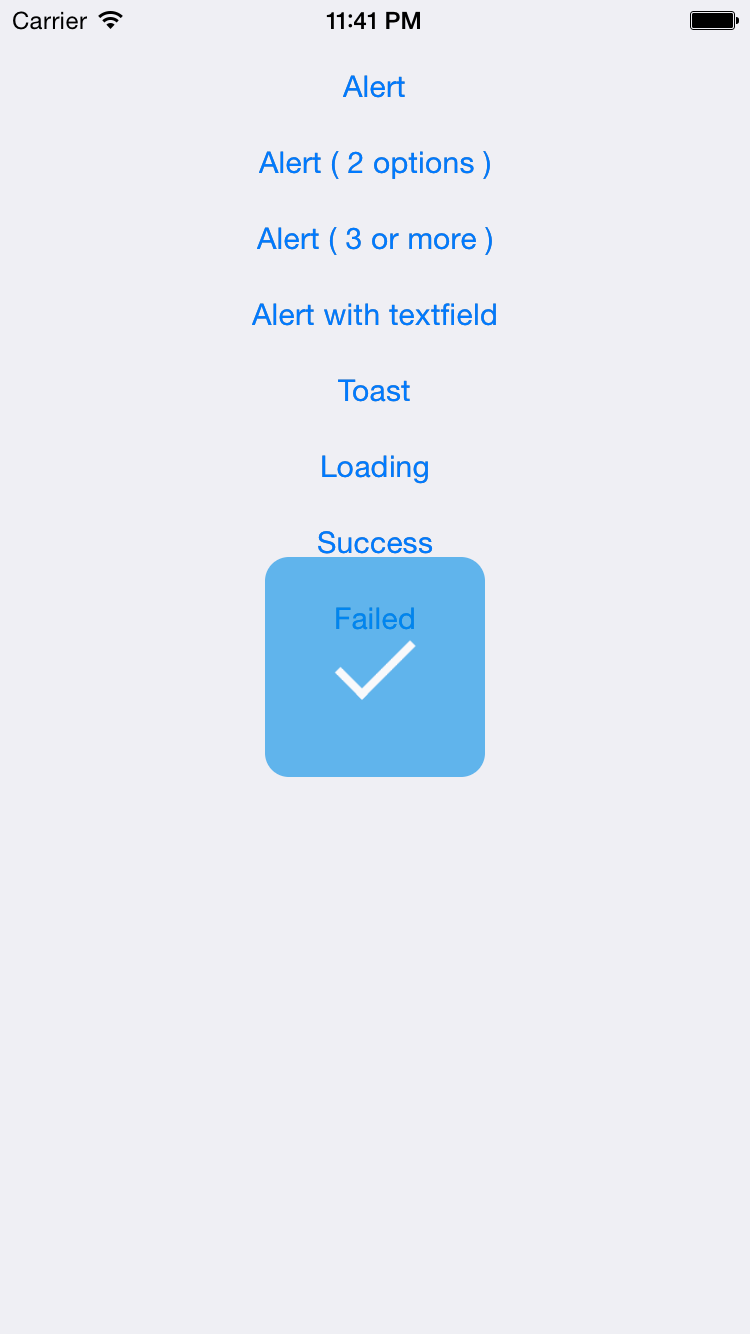 Carrier 11:41 PM
Alert
Alert ( 2 options )
Alert ( 3 or more )
Alert with textfield
Toast
Loading
Success
Failed